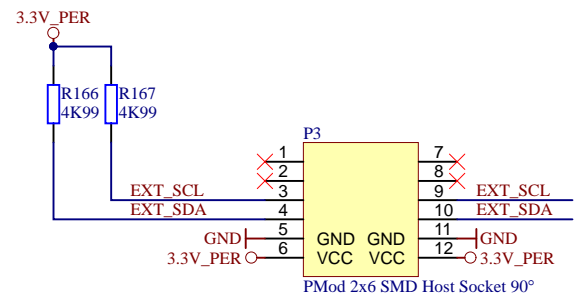 3.3V_PER
R166 R167
4K99 4K99
P3
1 7
2 8
EXT_SCL 3 9 EXT_SCL
EXT_SDA 4 10 EXT_SDA
GND 5 GND GND 11 GND
3.3V_PER 6 VCC VCC 12 3.3V_PER
PMod 2x6 SMD Host Socket 90°